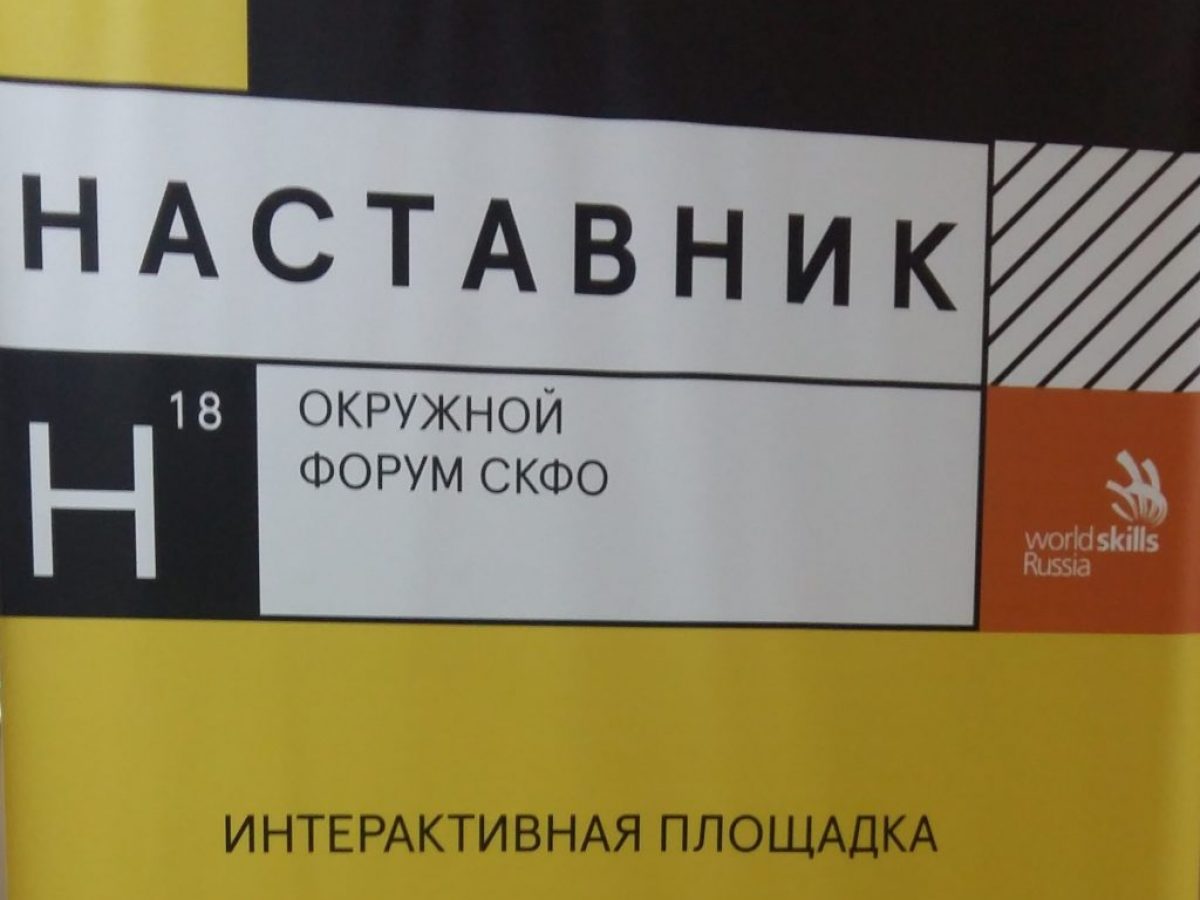 НАСТАВНИК
Н 18
ОКРУЖНОЙ
ФОРУМ СКФО
worldskills
Russia
ИНТЕРАКТИВНАЯ ПЛОЩАДКА